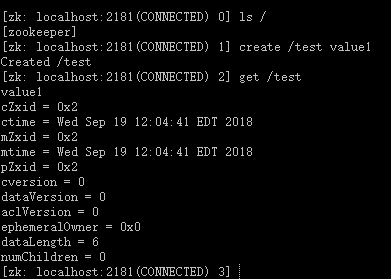 [zk: localhost:2181(CONNECTED) 0] ls /
[zookeeper]
[zk: localhost:2181(CONNECTED) 1] create /test value1
Created /test
[zk: localhost:2181(CONNECTED) 2] get /test
value1
cZxid = 0x2
ctime = Wed Sep 19 12:04:41 EDT 2018
mZxid = 0x2
mtime = Wed Sep 19 12:04:41 EDT 2018
pZxid = 0x2
cversion = 0
dataVersion = 0
aclVersion = 0
ephemeralOwner = 0x0
dataLength = 6
numChildren = 0
[zk: localhost:2181(CONNECTED) 3]